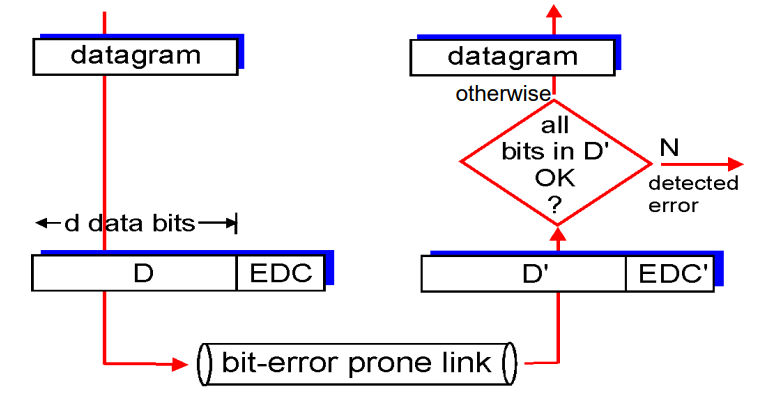 datagram
datagram
otherwise
all
bits in D'
OK
?
N
detected
error
d data bits
D
EDC
D'
EDC'
bit-error prone link